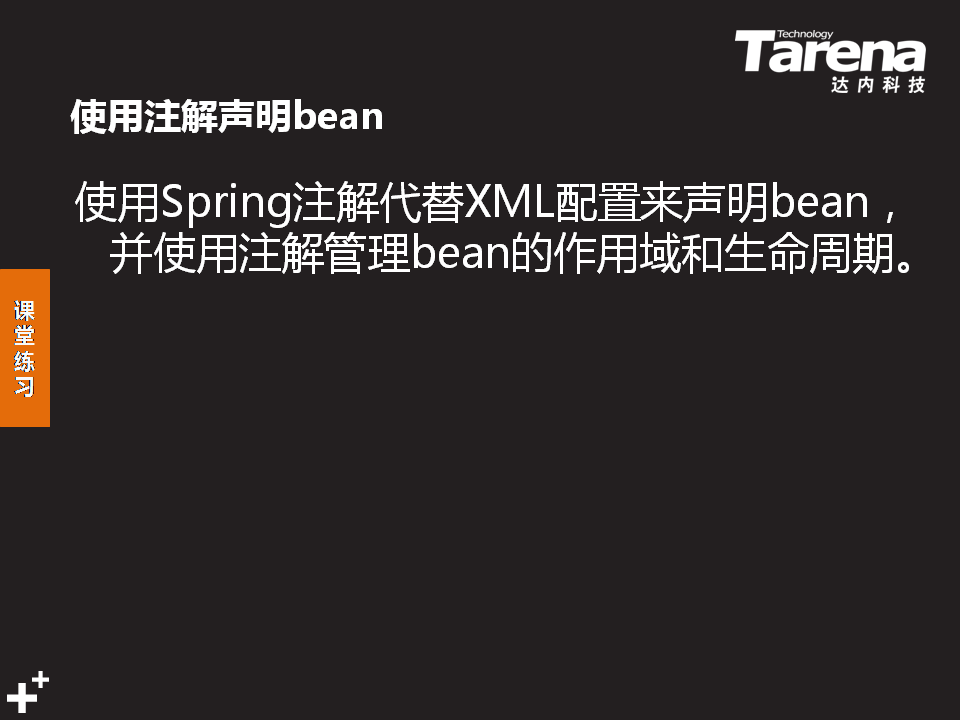 Technology
Tarena
达内科技
使用注解声明bean
使用Spring注解代替XML配置来声明bean，
并使用注解管理bean的作用域和生命周期。
课
堂
练
习